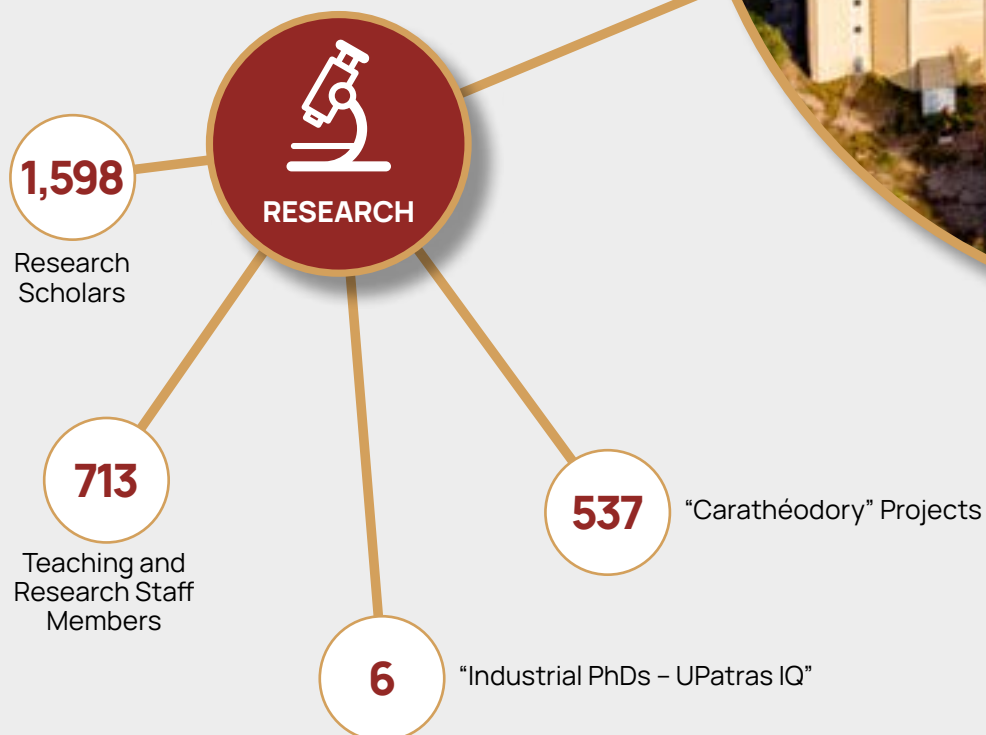 RESEARCH
1,598
Research
Scholars
713
Teaching and
Research Staff
Members
6
“Industrial PhDs – UPatras IQ”
537
“Carathéodory” Projects